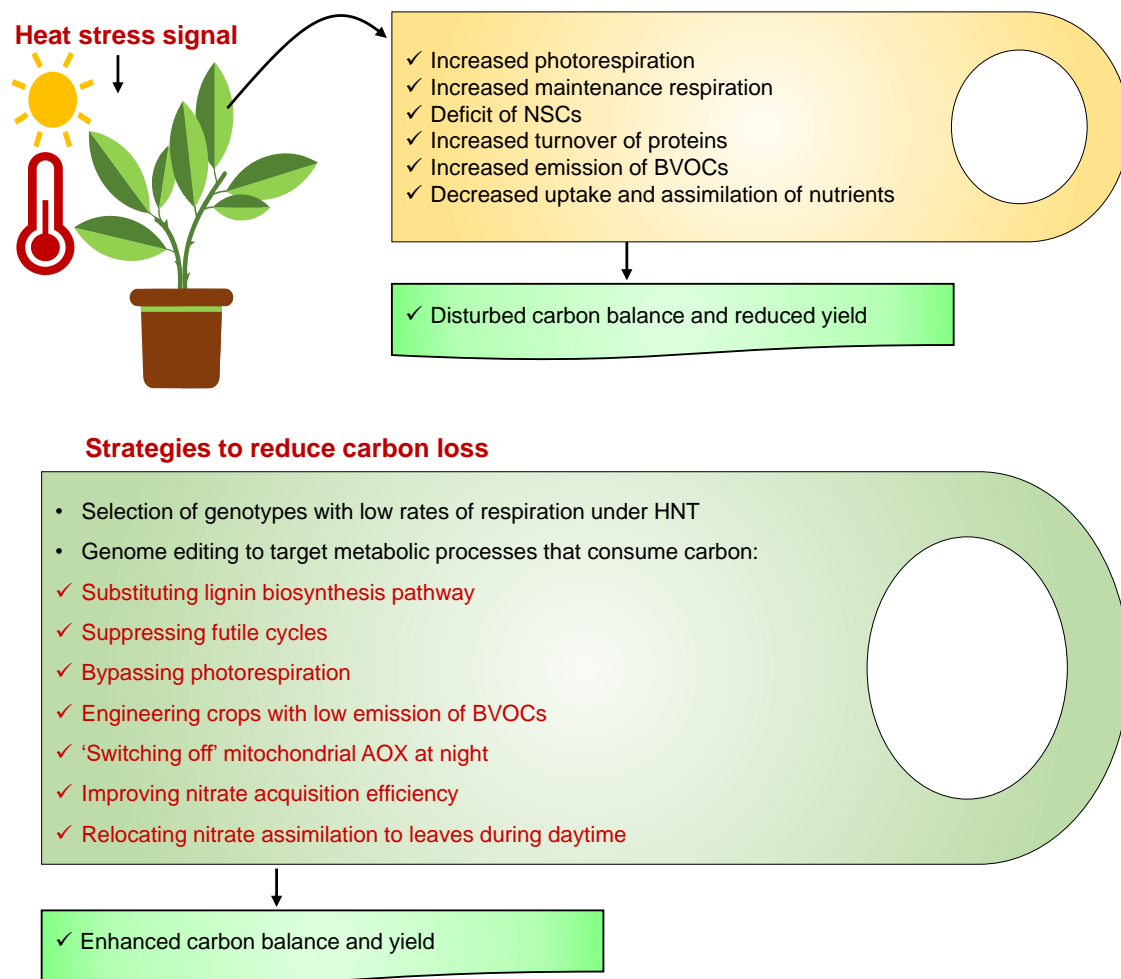 Heat stress signal
✓ Increased photorespiration
✓ Increased maintenance respiration
✓ Deficit of NSCs
✓ Increased turnover of proteins
✓ Increased emission of BVOCs
✓ Decreased uptake and assimilation of nutrients
✓ Disturbed carbon balance and reduced yield
Strategies to reduce carbon loss
• Selection of genotypes with low rates of respiration under HNT
• Genome editing to target metabolic processes that consume carbon:
✓ Substituting lignin biosynthesis pathway
✓ Suppressing futile cycles
✓ Bypassing photorespiration
✓ Engineering crops with low emission of BVOCs
✓ ‘Switching off’ mitochondrial AOX at night
✓ Improving nitrate acquisition efficiency
✓ Relocating nitrate assimilation to leaves during daytime
✓ Enhanced carbon balance and yield